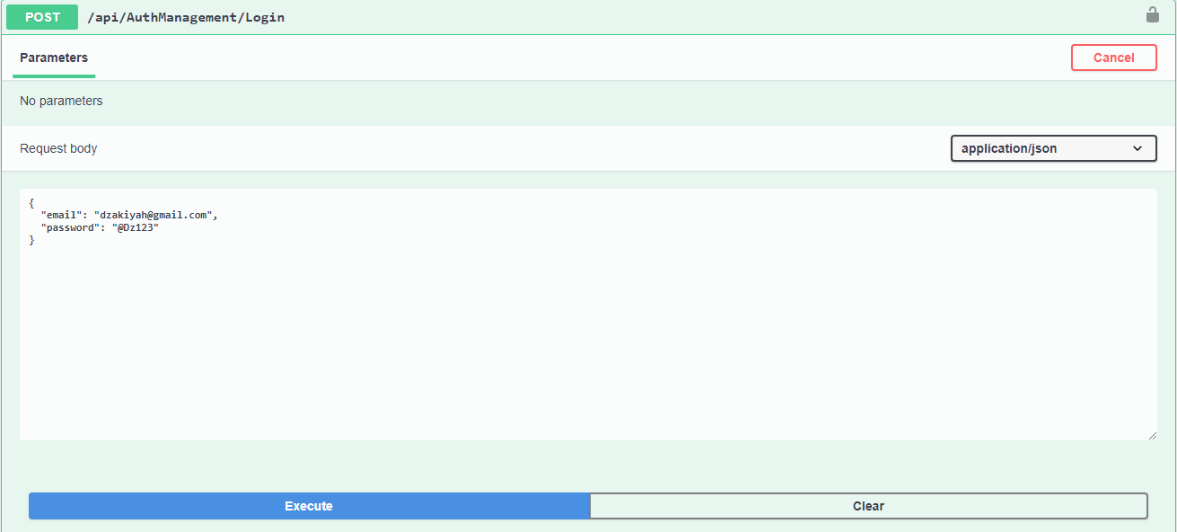 POST /api/AuthManagement/Login
Parameters Cancel
No parameters
Request body application/json
{
"email": "dzakiyah@gmail.com",
"password": "@Dz123"
}
Execute Clear